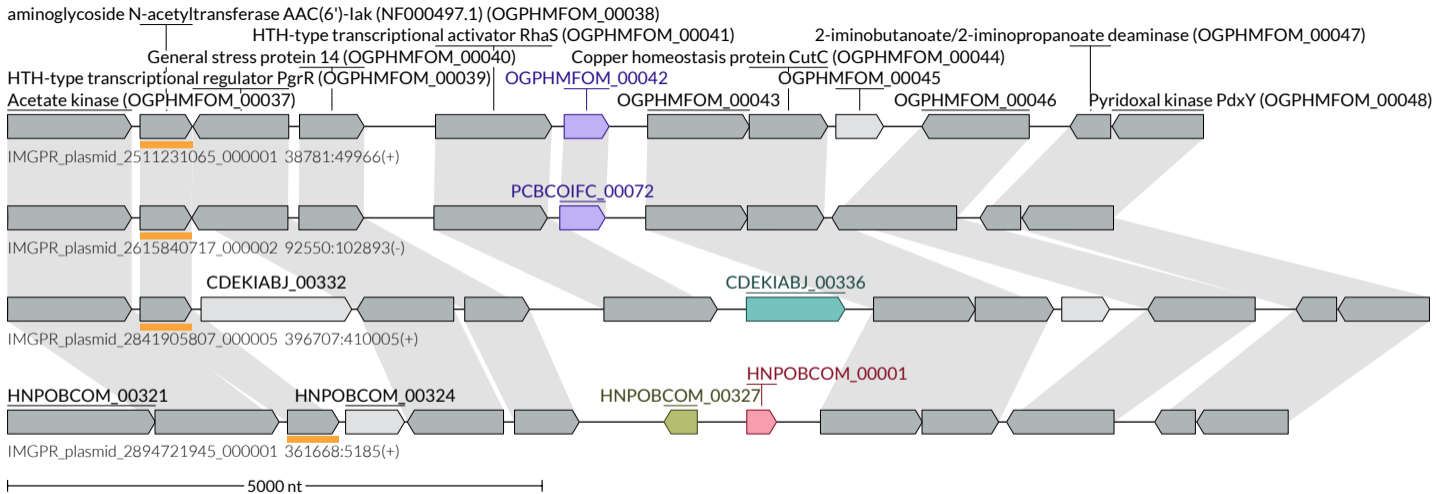 aminoglycoside N-acetyltransferase AAC(6')-Iak (NF000497.1) (OGPHMFOM_00038)
HTH-type transcriptional activator RhaS (OGPHMFOM_00041)
2-iminobutanoate/2-iminopropanoate deaminase (OGPHMFOM_00047)
General stress protein 14 (OGPHMFOM_00040)
Copper homeostasis protein CutC (OGPHMFOM_00044)
HTH-type transcriptional regulator PgrR (OGPHMFOM_00039)
OGPHMFOM_00042
OGPHMFOM_00045
Acetate kinase (OGPHMFOM_00037)
OGPHMFOM_00043
OGPHMFOM_00046
Pyridoxal kinase PdxY (OGPHMFOM_00048)
IMGPR_plasmid_2511231065_000001 38781:49966(+)
PCBCOIFC_00072
IMGPR_plasmid_2615840717_000002 92550:102893(-)
CDEKIABJ_00332
CDEKIABJ_00336
IMGPR_plasmid_2841905807_000005 396707:410005(+)
HNPOBCOM_00001
HNPOBCOM_00321
HNPOBCOM_00324
HNPOBCOM_00327
IMGPR_plasmid_2894721945_000001 361668:5185(+)
5000 nt